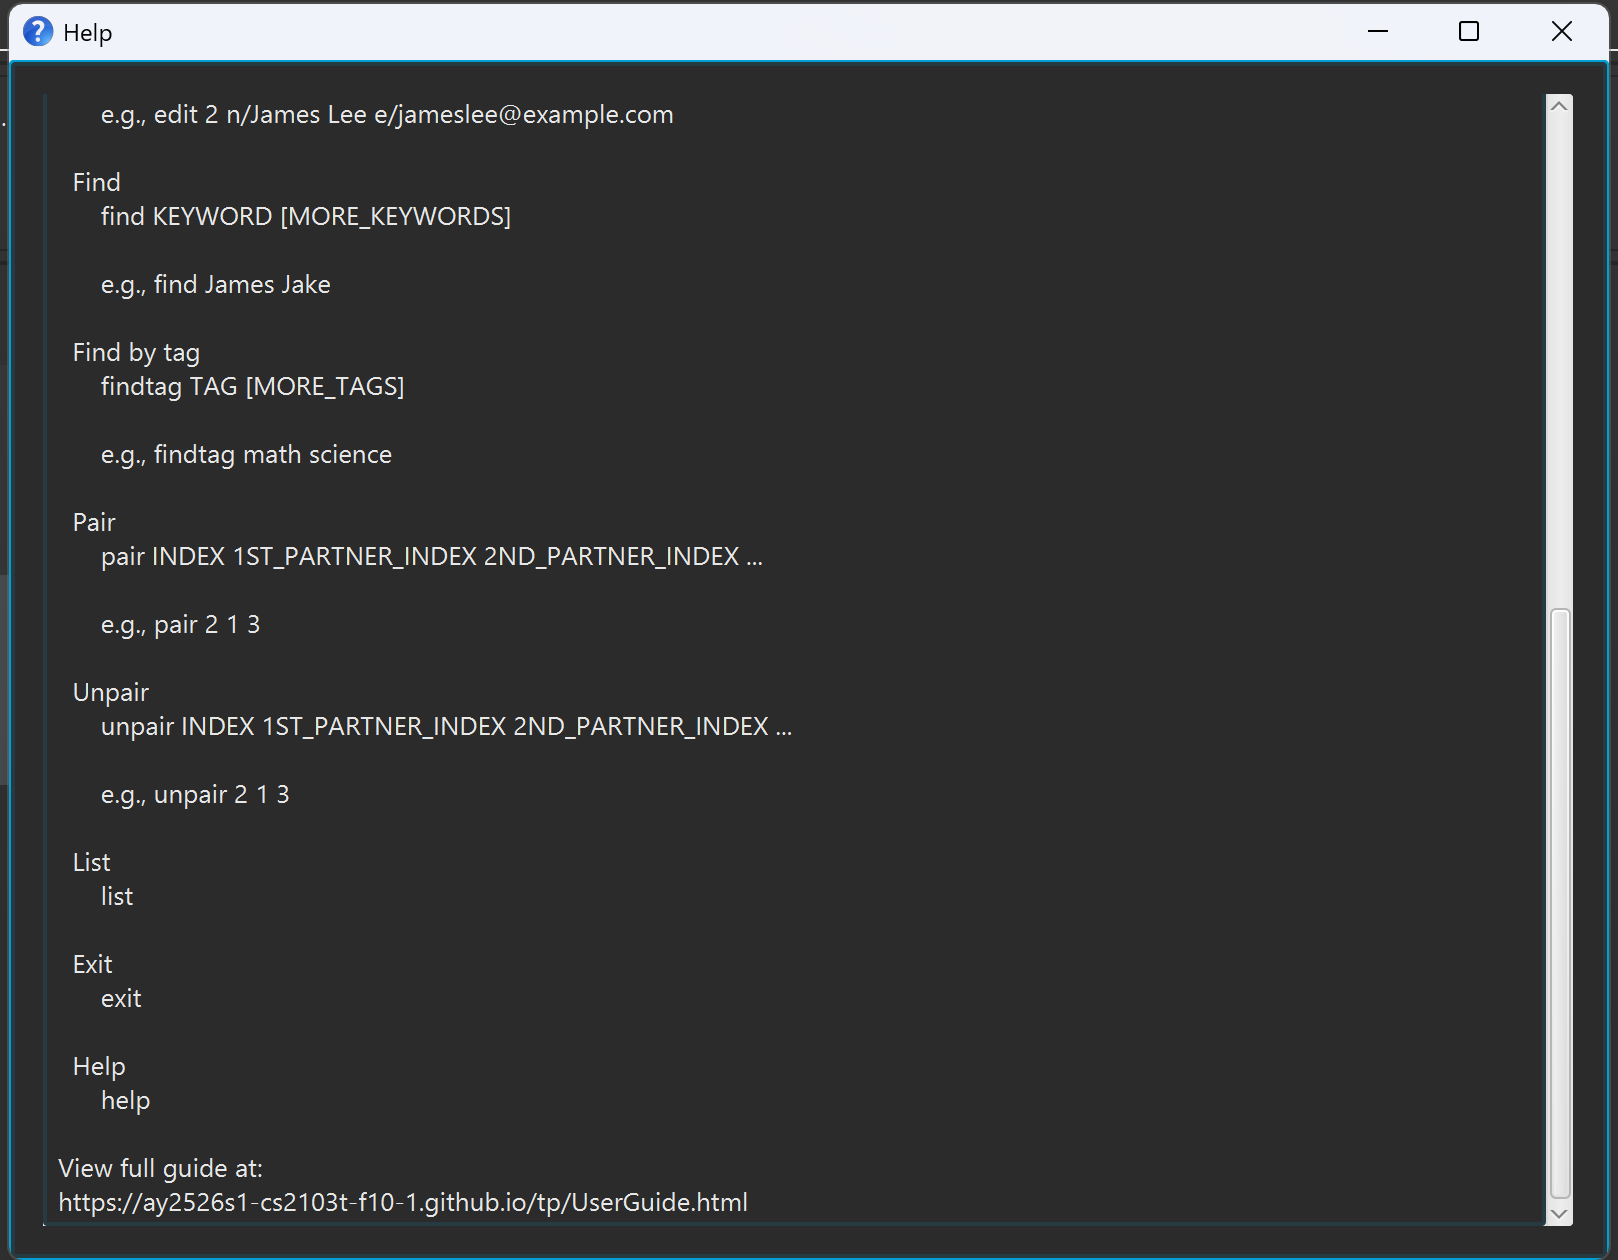 Help
e.g., edit 2 n/James Lee e/jameslee@example.com
Find
find KEYWORD [MORE_KEYWORDS]
e.g., find James Jake
Find by tag
findtag TAG [MORE_TAGS]
e.g., findtag math science
Pair
pair INDEX 1ST_PARTNER_INDEX 2ND_PARTNER_INDEX ...
e.g., pair 2 1 3
Unpair
unpair INDEX 1ST_PARTNER_INDEX 2ND_PARTNER_INDEX ...
e.g., unpair 2 1 3
List
list
Exit
exit
Help
help
View full guide at:
https://ay2526s1-cs2103t-f10-1.github.io/tp/UserGuide.html